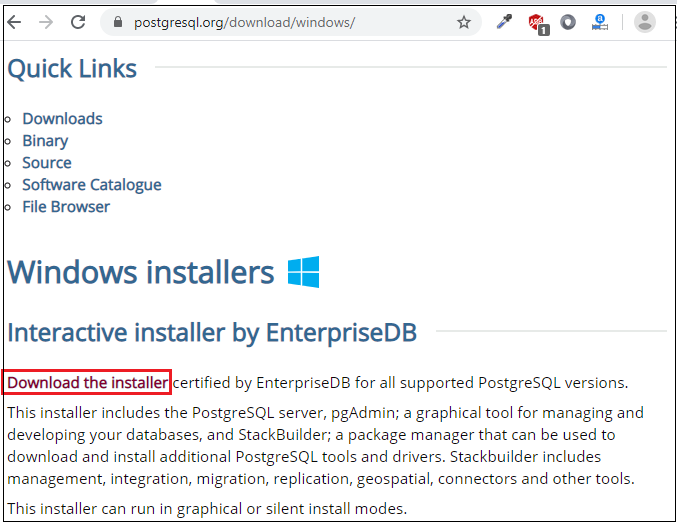 postgresql.org/download/windows/
1
Quick Links
Downloads
Binary
Source
Software Catalogue
File Browser
Windows installers
Interactive installer by EnterpriseDB
Download the installer certified by EnterpriseDB for all supported PostgreSQL versions.
This installer includes the PostgreSQL server, pgAdmin; a graphical tool for managing and
developing your databases, and StackBuilder; a package manager that can be used to
download and install additional PostgreSQL tools and drivers. Stackbuilder includes
management, integration, migration, replication, geospatial, connectors and other tools.
This installer can run in graphical or silent install modes.